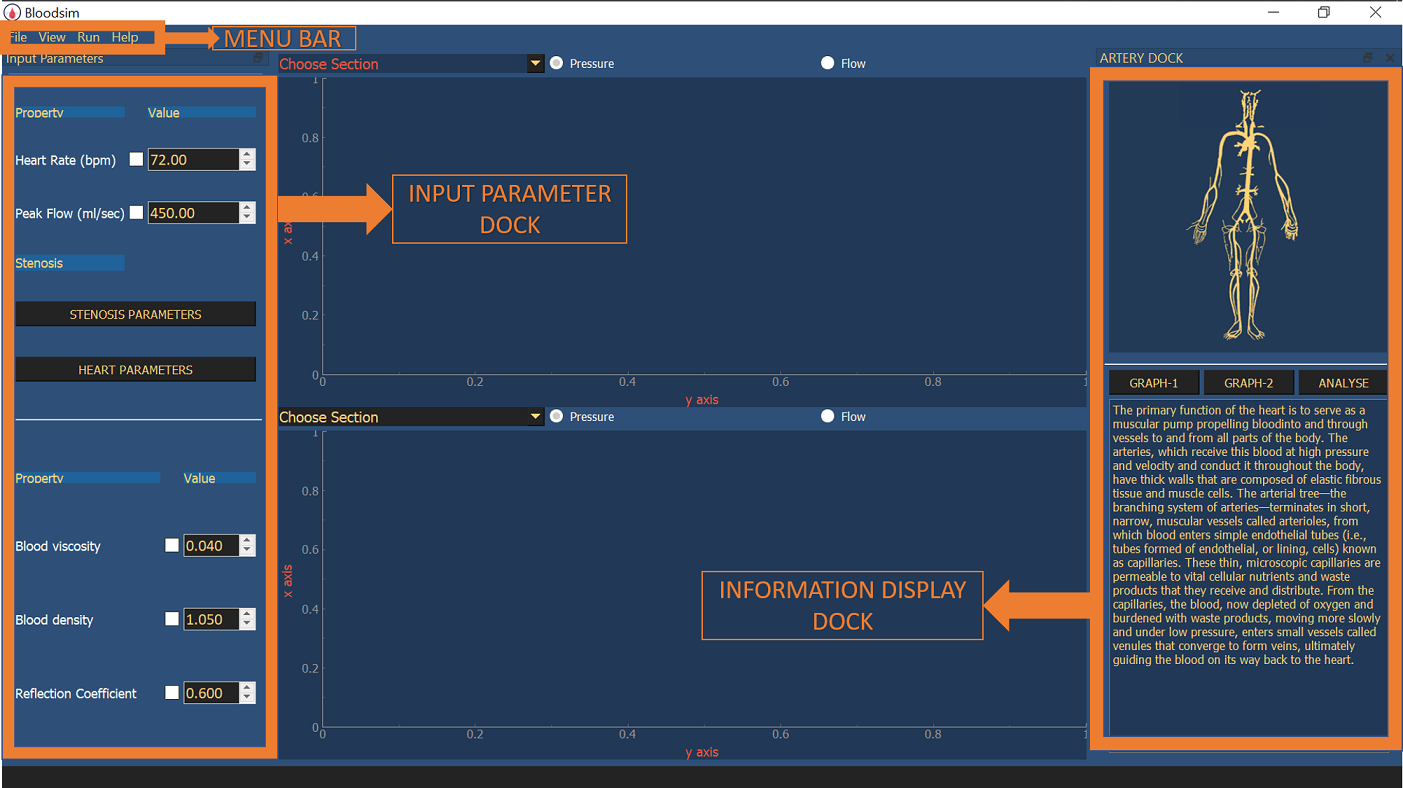 Bloodsim
File View Run Help
MENU BAR
Input Parameters
Property Value
Heart Rate (bpm) 72.00
Peak Flow (ml/sec) 450.00
Stenosis
STENOSIS PARAMETERS
HEART PARAMETERS
Property Value
Blood viscosity 0.040
Blood density 1.050
Reflection Coefficient 0.600
Choose Section Pressure Flow
1
0.8
0.6
0.4
0.2
0
x axis
0 0.2 0.4 0.6 0.8 1
y axis
INPUT PARAMETER
DOCK
Choose Section Pressure Flow
1
0.8
0.6
0.4
0.2
0
x axis
0 0.2 0.4 0.6 0.8 1
y axis
INFORMATION DISPLAY
DOCK
ARTERY DOCK
GRAPH-1 GRAPH-2 ANALYSE
The primary function of the heart is to serve as a
muscular pump propelling bloodinto and through
vessels to and from all parts of the body. The
arteries, which receive this blood at high pressure
and velocity and conduct it throughout the body,
have thick walls that are composed of elastic fibrous
tissue and muscle cells. The arterial tree—the
branching system of arteries—terminates in short,
narrow, muscular vessels called arterioles, from
which blood enters simple endothelial tubes (i.e.,
tubes formed of endothelial, or lining, cells) known
as capillaries. These thin, microscopic capillaries are
permeable to vital cellular nutrients and waste
products that they receive and distribute. From the
capillaries, the blood, now depleted of oxygen and
burdened with waste products, moving more slowly
and under low pressure, enters small vessels called
venules that converge to form veins, ultimately
guiding the blood on its way back to the heart.